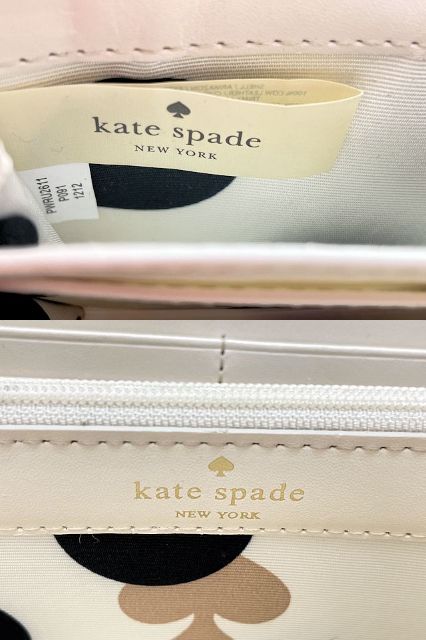 kate spade
NEW YORK
PWRU2611
P091
1212
kate spade
NEW YORK